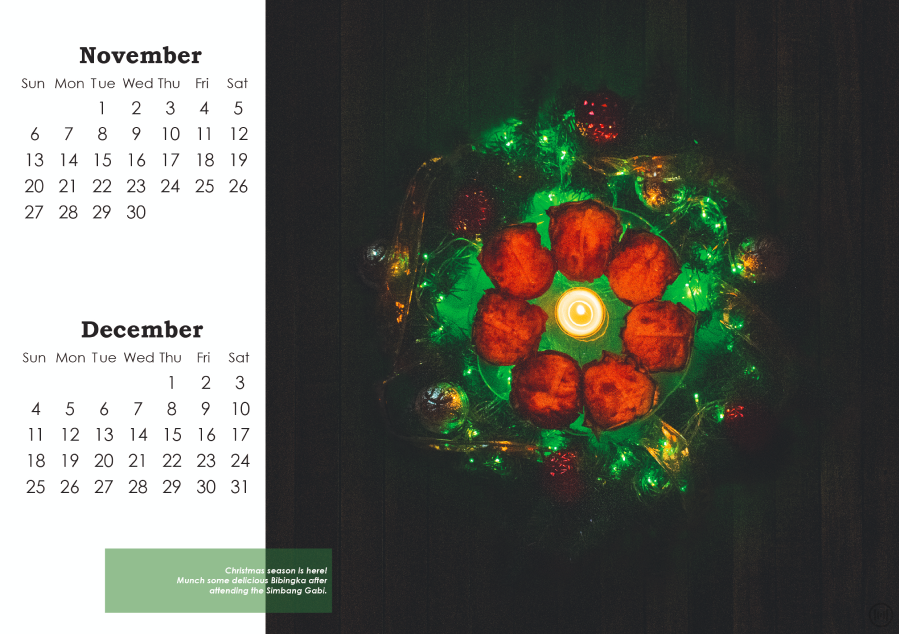 November
Sun Mon Tue Wed Thu Fri Sat
1 2 3 4 5
6 7 8 9 10 11 12
13 14 15 16 17 18 19
20 21 22 23 24 25 26
27 28 29 30
December
Sun Mon Tue Wed Thu Fri Sat
1 2 3
4 5 6 7 8 9 10
11 12 13 14 15 16 17
18 19 20 21 22 23 24
25 26 27 28 29 30 31
Christmas season is here!
Munch some delicious Bibingka after
attending the Simbang Gabi.